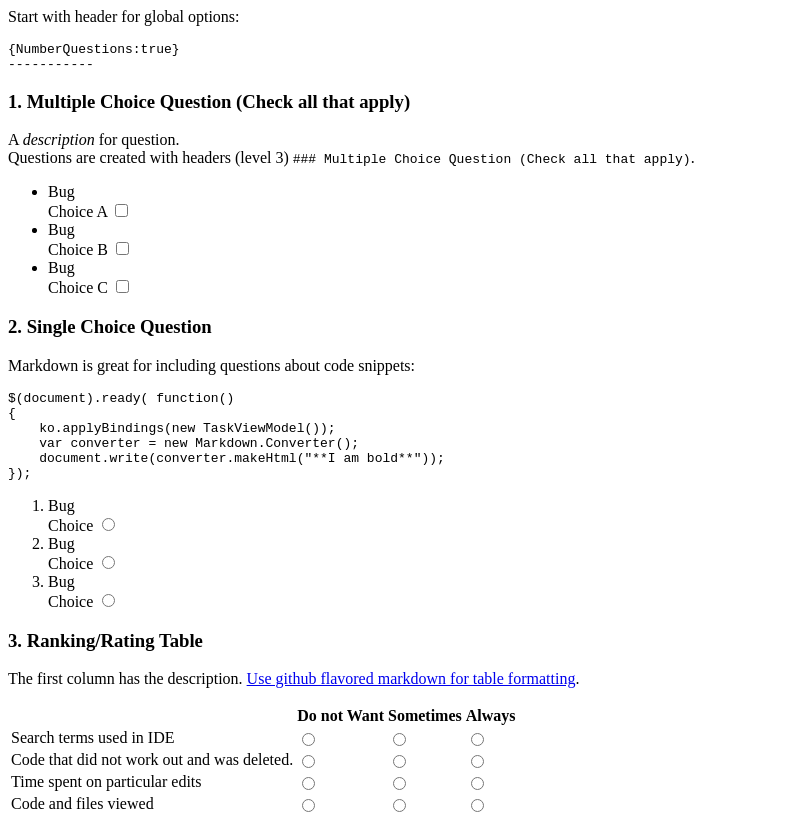 Start with header for global options:
{NumberQuestions:true}
-----------
1. Multiple Choice Question (Check all that apply)
A description for question.
Questions are created with headers (level 3) ### Multiple Choice Question (Check all that apply).
Bug
Choice A
Bug
Choice B
Bug
Choice C
2. Single Choice Question
Markdown is great for including questions about code snippets:
$(document).ready( function()
{
    ko.applyBindings(new TaskViewModel());
    var converter = new Markdown.Converter();
    document.write(converter.makeHtml("**I am bold**"));
});
1. Bug
Choice
2. Bug
Choice
3. Bug
Choice
3. Ranking/Rating Table
The first column has the description. Use github flavored markdown for table formatting.
Do not Want Sometimes Always
Search terms used in IDE
Code that did not work out and was deleted.
Time spent on particular edits
Code and files viewed